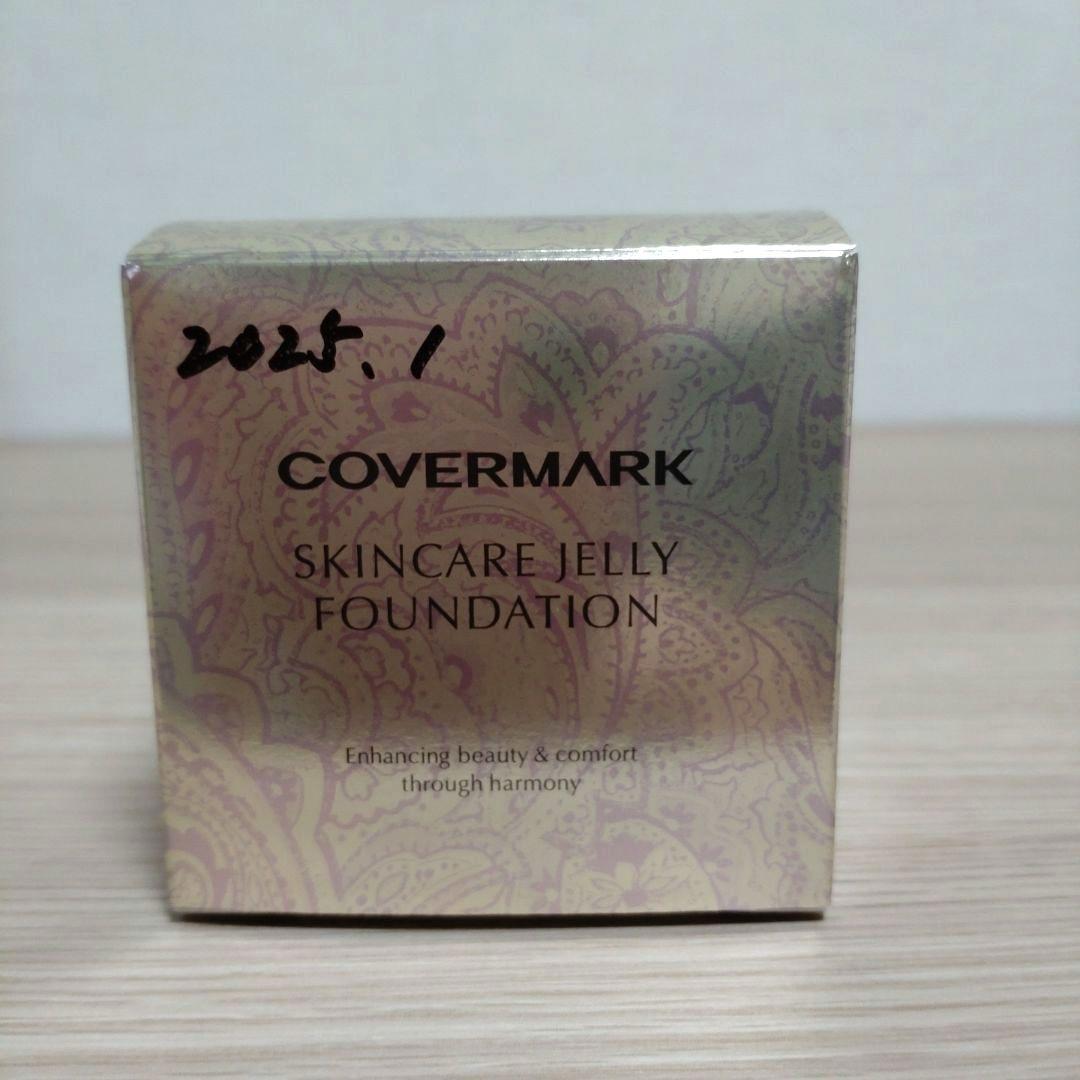 2025.1
COVERMARK
SKINCARE JELLY
FOUNDATION
Enhancing beauty & comfort
through harmony